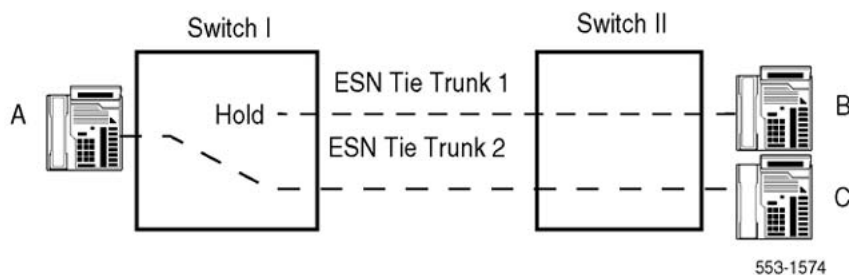 Switch I
Switch II
ESN Tie Trunk 1
A
Hold
B
ESN Tie Trunk 2
C
553-1574